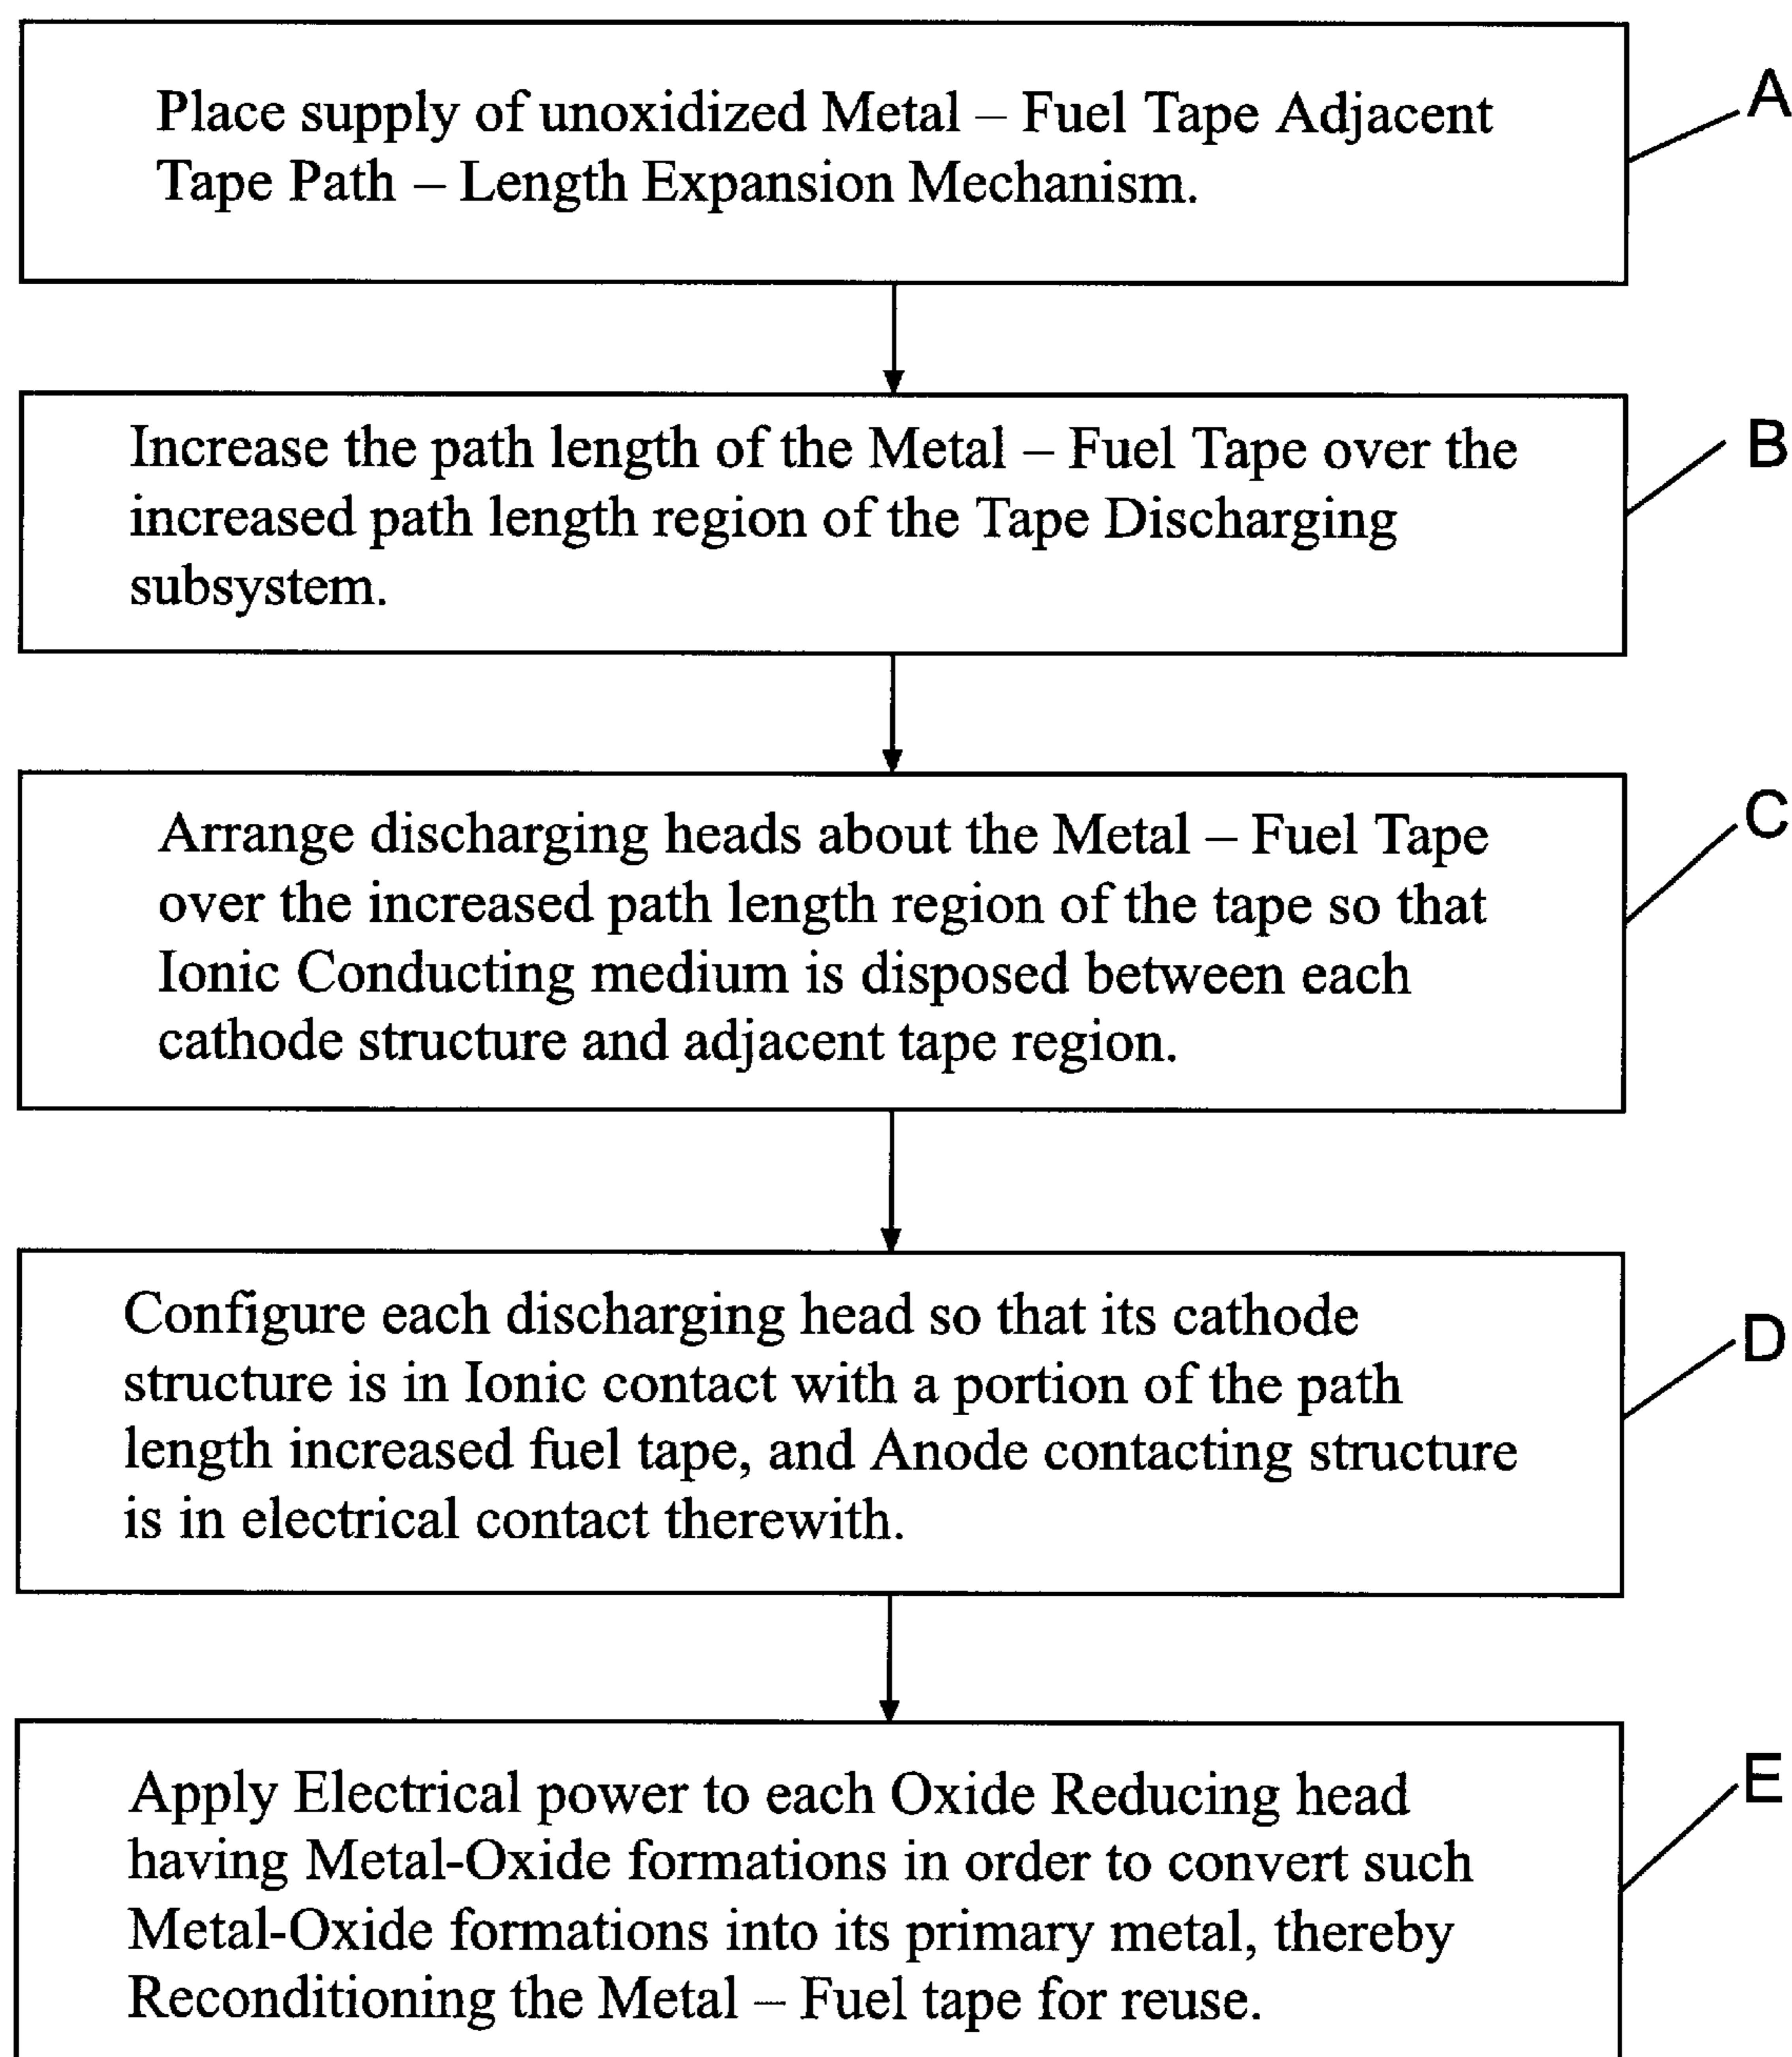 Place supply of unoxidized Metal – Fuel Tape Adjacent
Tape Path – Length Expansion Mechanism.
A
Increase the path length of the Metal – Fuel Tape over the
increased path length region of the Tape Discharging
subsystem.
B
Arrange discharging heads about the Metal – Fuel Tape
over the increased path length region of the tape so that
Ionic Conducting medium is disposed between each
cathode structure and adjacent tape region.
C
Configure each discharging head so that its cathode
structure is in Ionic contact with a portion of the path
length increased fuel tape, and Anode contacting structure
is in electrical contact therewith.
D
Apply Electrical power to each Oxide Reducing head
having Metal-Oxide formations in order to convert such
Metal-Oxide formations into its primary metal, thereby
Reconditioning the Metal – Fuel tape for reuse.
E